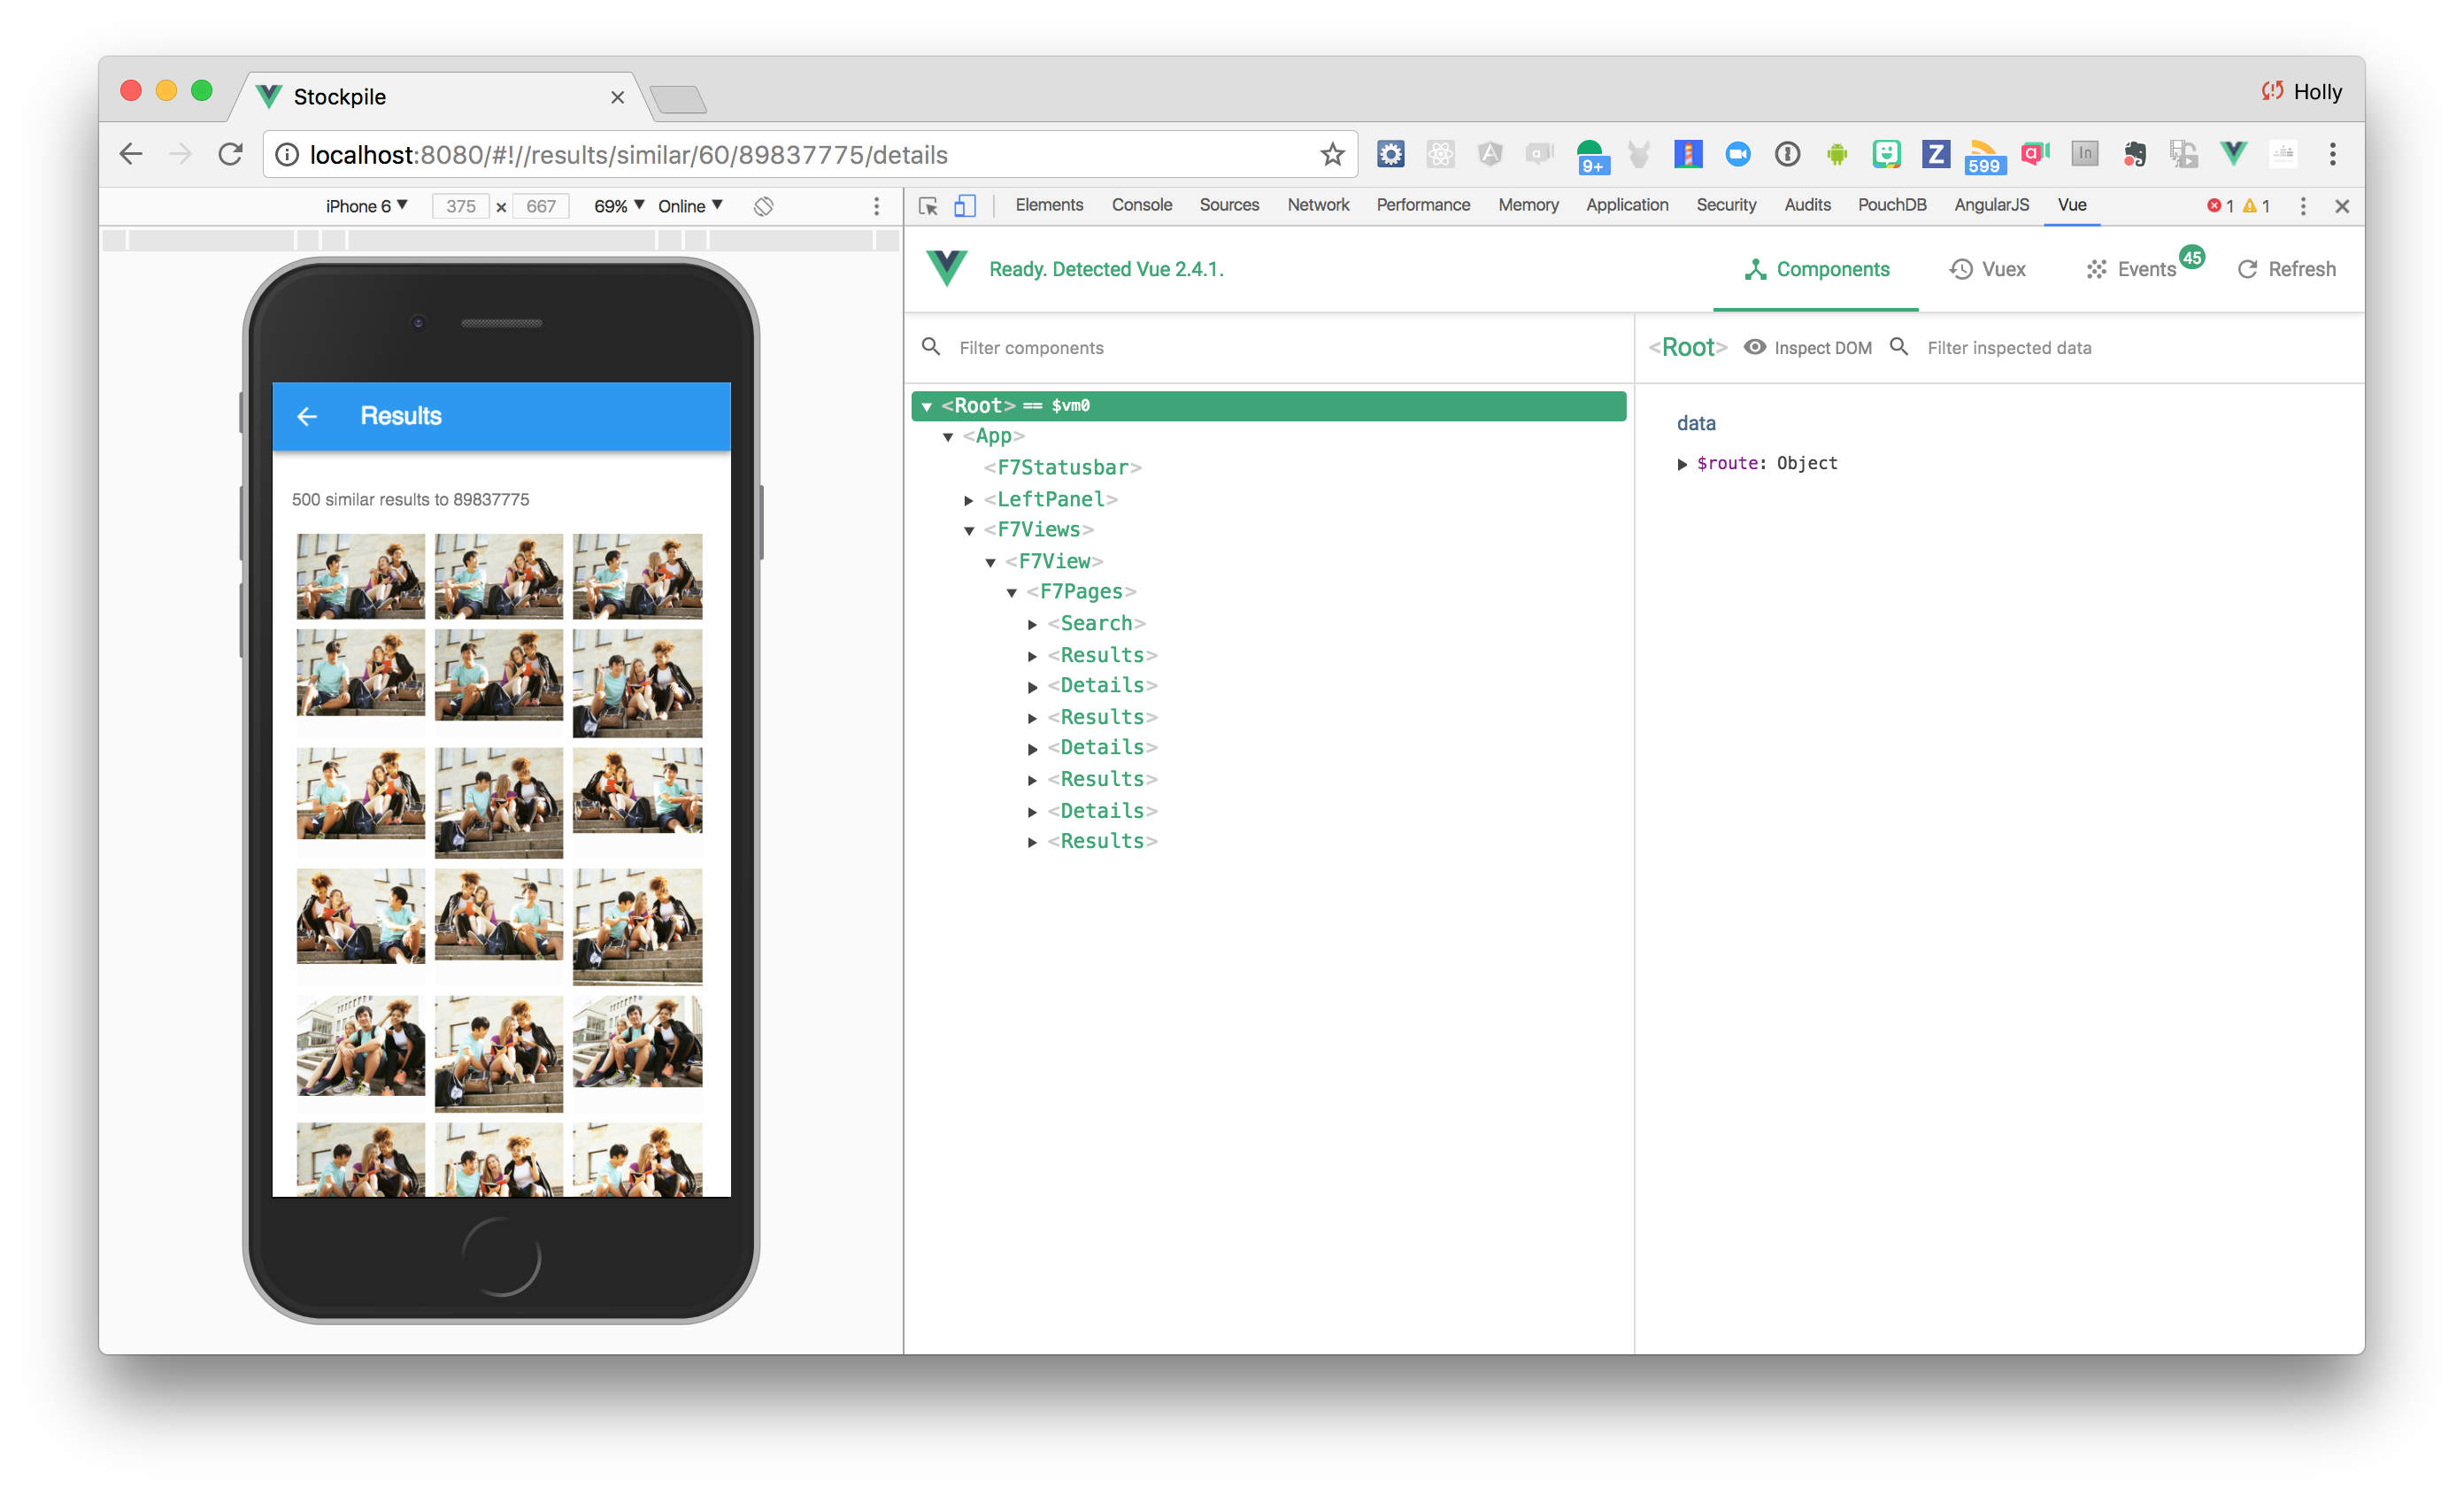 Stockpile
Holly
localhost:8080/#!//results/similar/60/89837775/details
9+
Z
599
a
In
iPhone 6 ▼ 375 × 667 69% ▼ Online ▼
Elements Console Sources Network Performance Memory Application Security Audits PouchDB AngularJS Vue 1 1
Ready. Detected Vue 2.4.1.
Components Vuex Events 45 Refresh
Filter components
<Root> Inspect DOM Filter inspected data
Results
500 similar results to 89837775
<Root> == $vm0
<App>
<F7Statusbar>
<LeftPanel>
<F7Views>
<F7View>
<F7Pages>
<Search>
<Results>
<Details>
<Results>
<Details>
<Results>
<Details>
<Results>
data
$route: Object